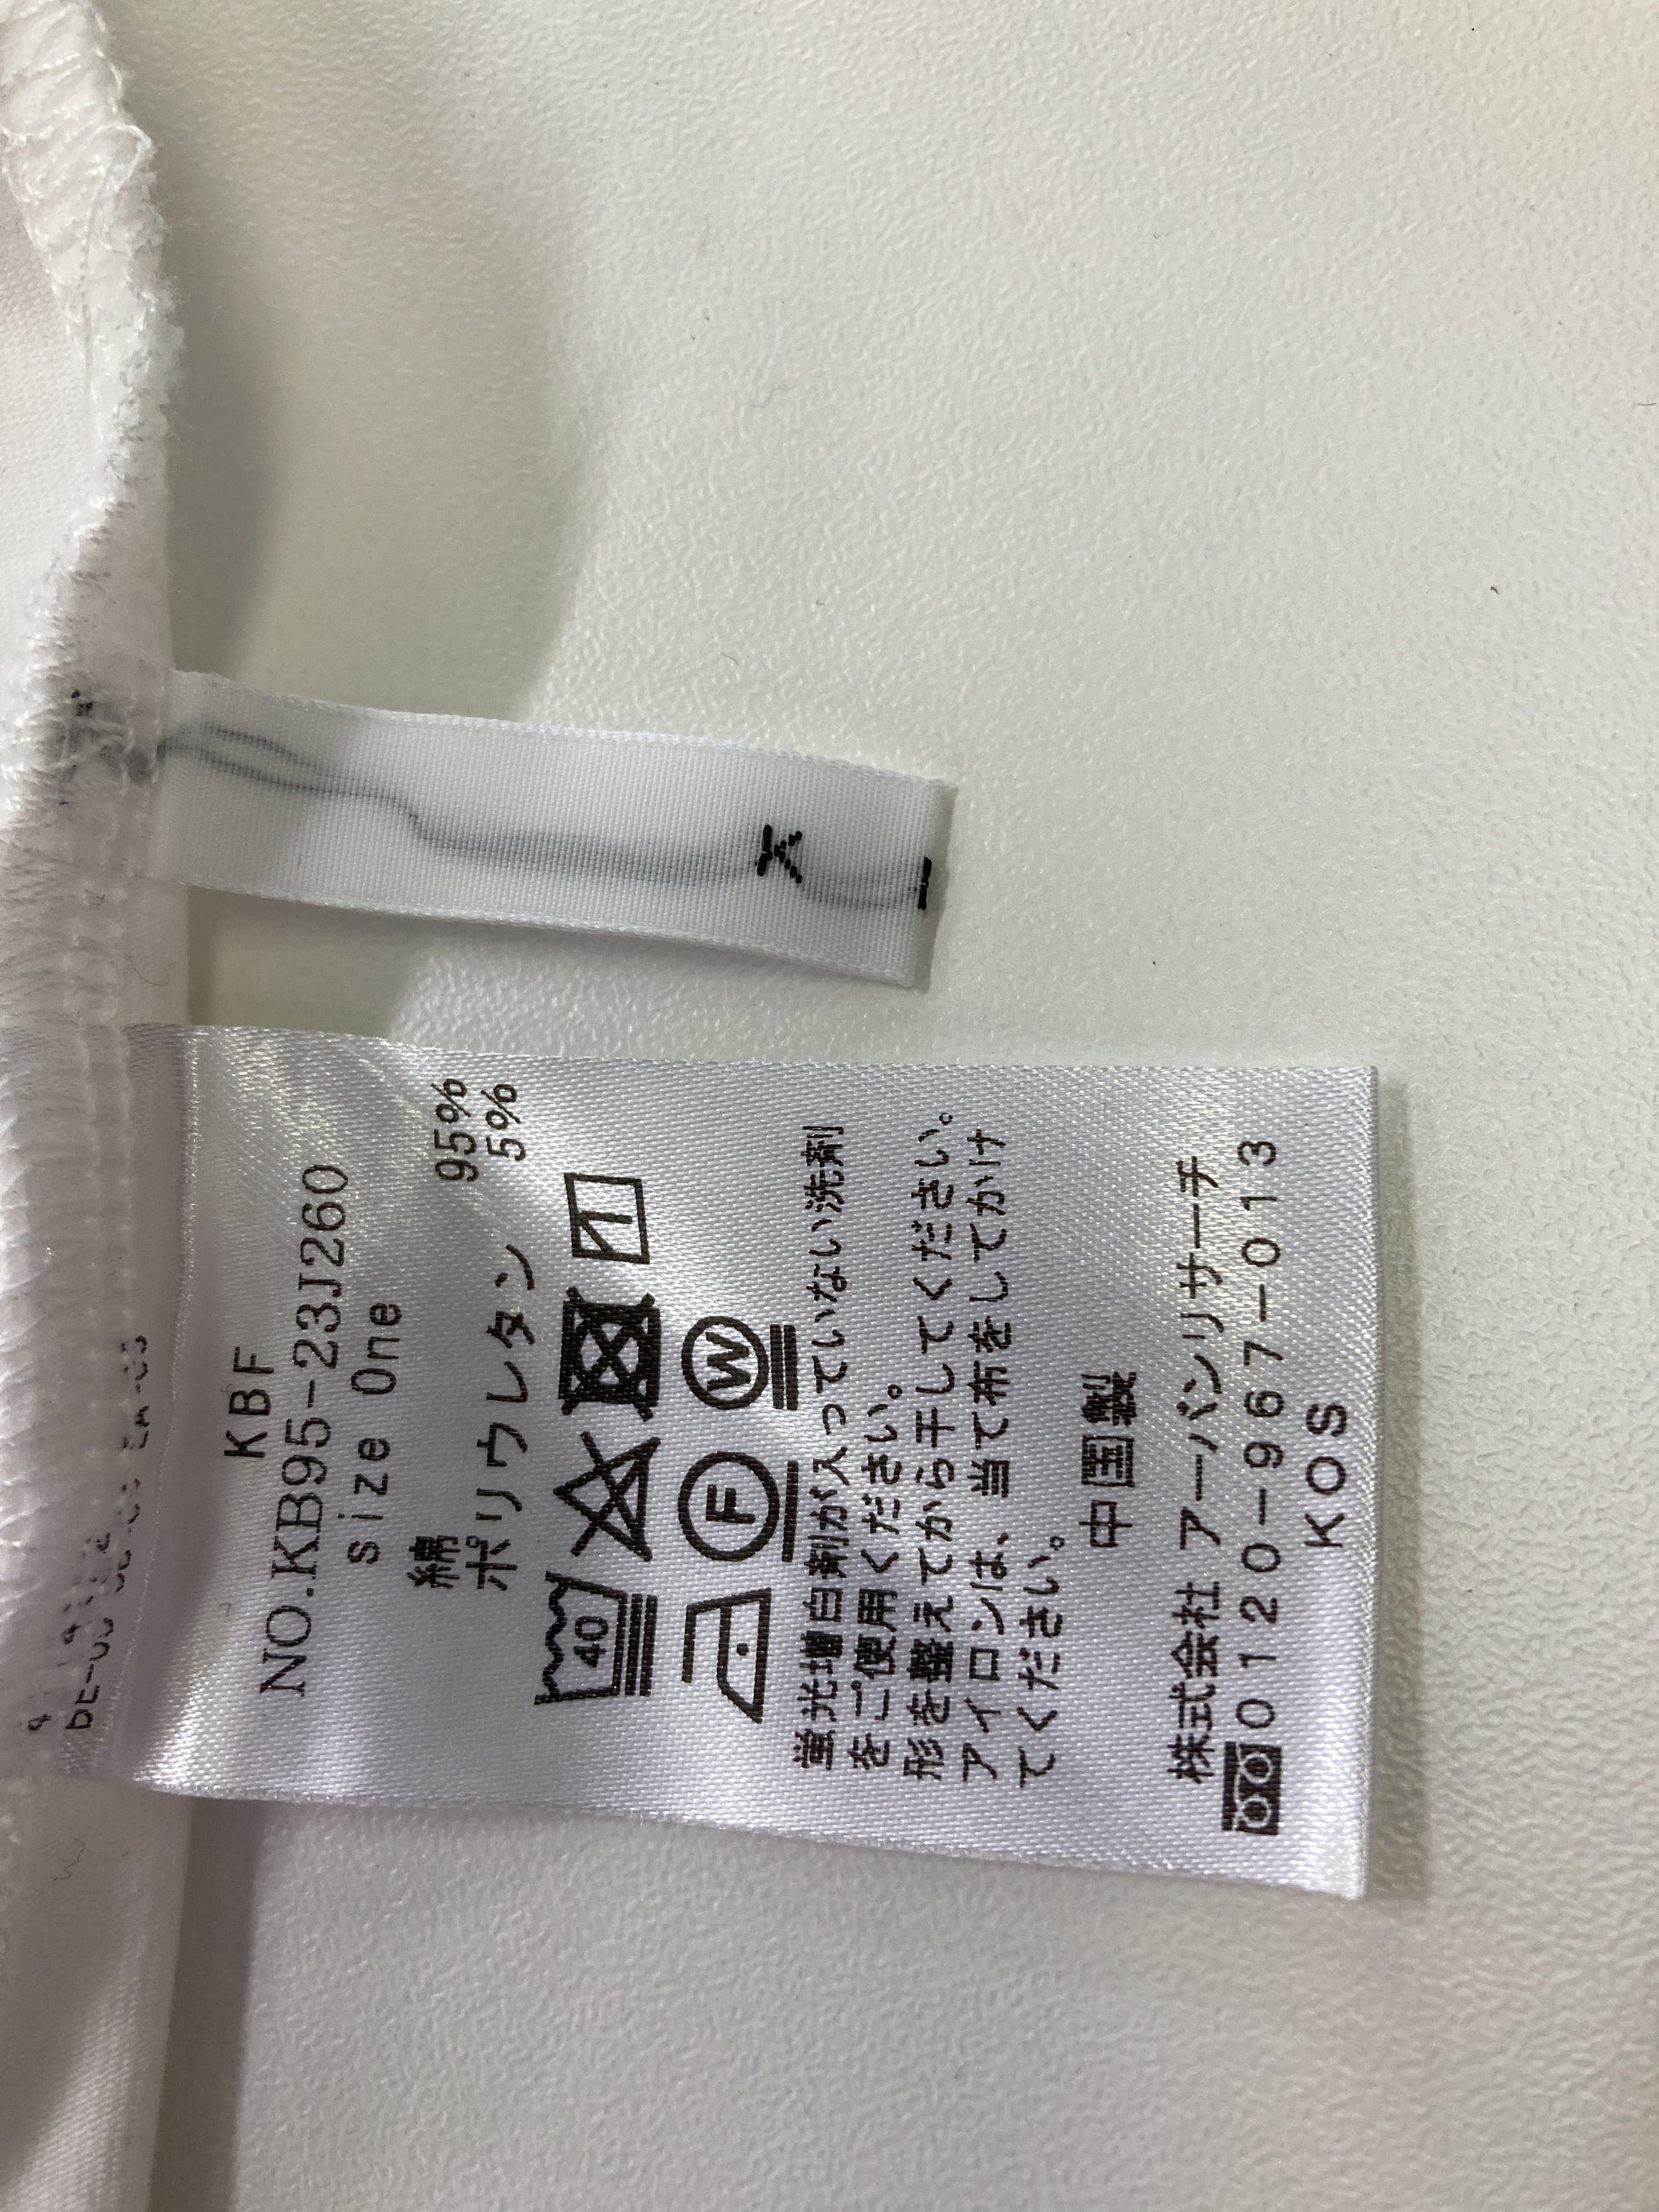 K
KBF
NO.KB95-23J260
size One
綿 95%
ポリウレタン 5%
40
F W
蛍光増白剤が入っていない洗剤
をご使用ください。
形を整えてから干してください。
アイロンは、当て布をしてかけ
てください。
中国製
株式会社 アーバンリサーチ
0120-967-013
KOS